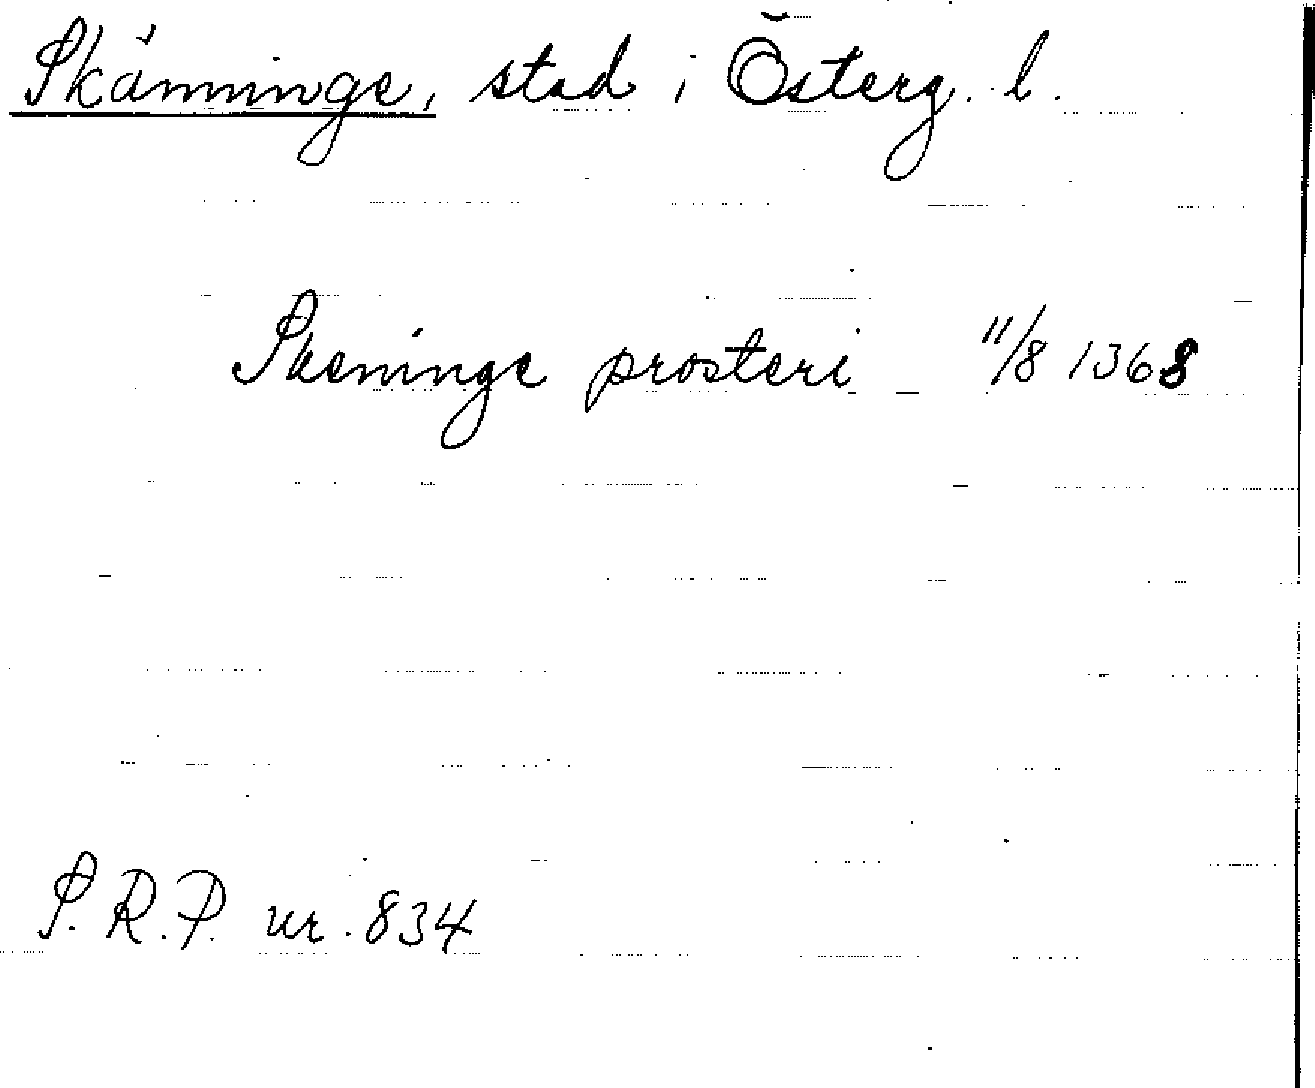 Skänninge, stad i Österg. l.
Skeninge prosteri 11/8 1368
S.R.P. nr. 834